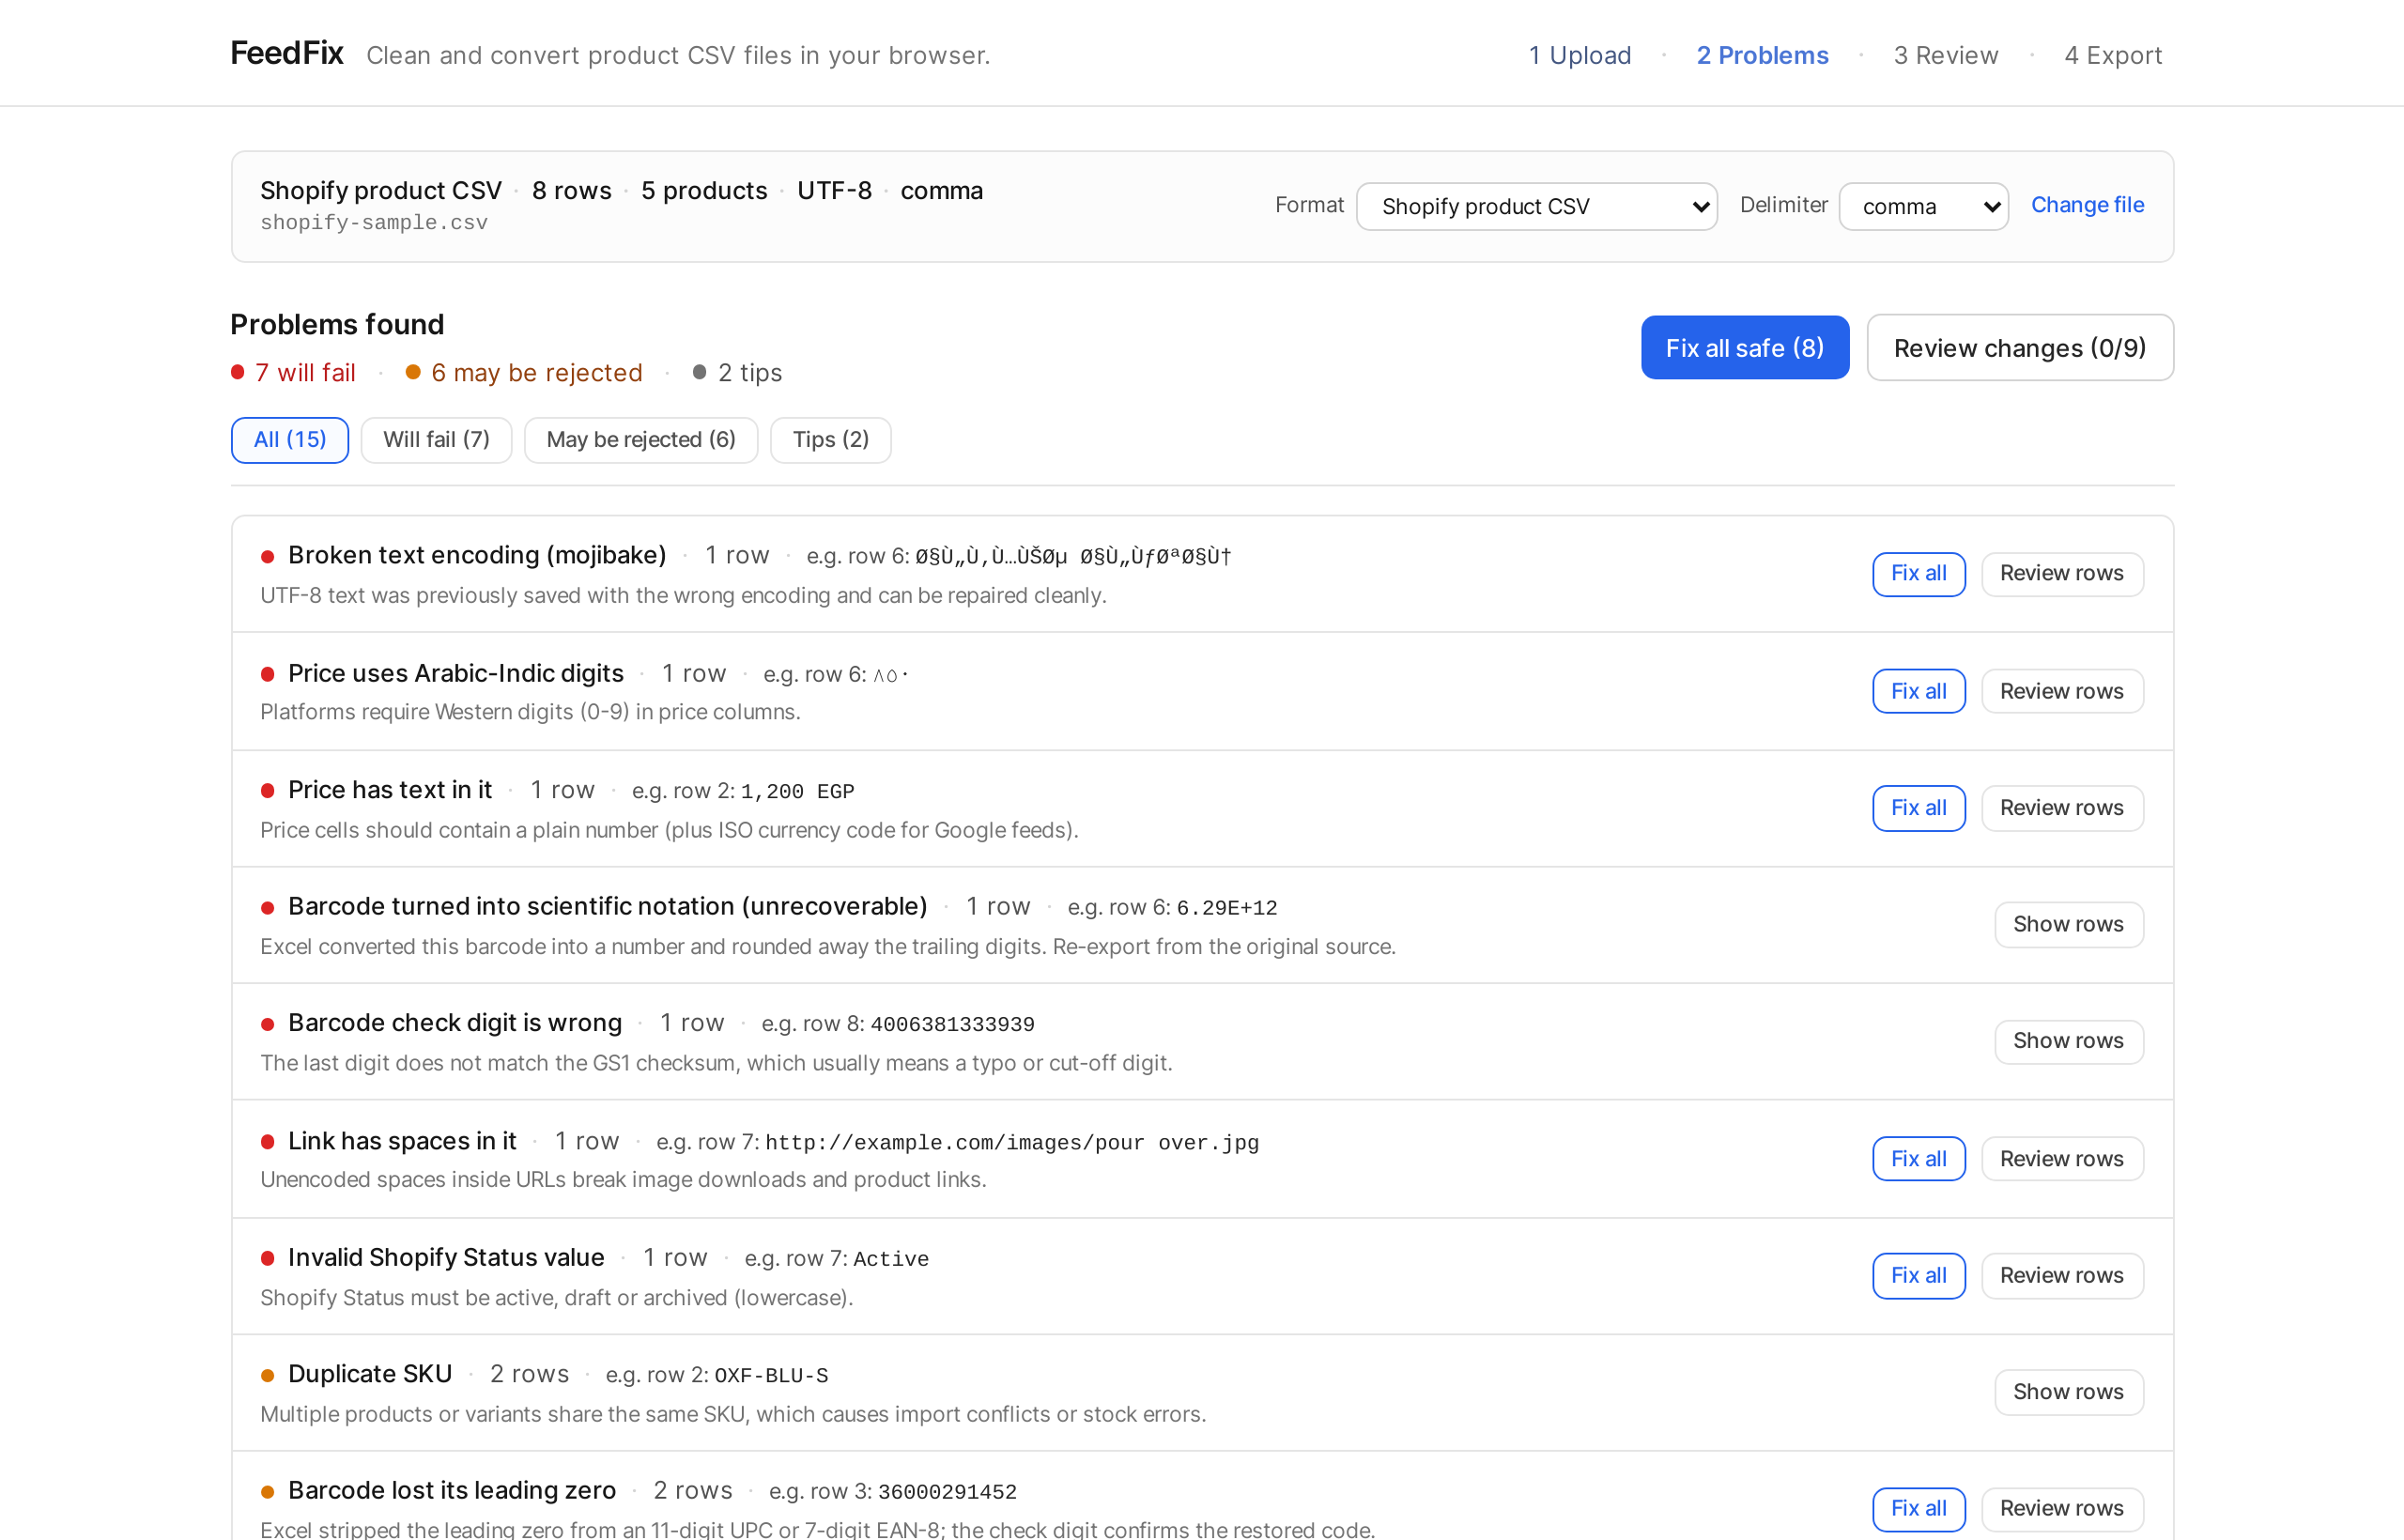 FeedFix Clean and convert product CSV files in your browser. 1 Upload · 2 Problems · 3 Review · 4 Export
Shopify product CSV · 8 rows · 5 products · UTF-8 · comma
shopify-sample.csv
Format Shopify product CSV Delimiter comma Change file
Problems found
7 will fail · 6 may be rejected · 2 tips
Fix all safe (8) Review changes (0/9)
All (15) Will fail (7) May be rejected (6) Tips (2)
Broken text encoding (mojibake) · 1 row · e.g. row 6: Ø§Ù„Ù‚Ù…ÙŠØµ Ø§Ù„ÙƒØªØ§Ù†
UTF-8 text was previously saved with the wrong encoding and can be repaired cleanly.
Fix all Review rows
Price uses Arabic-Indic digits · 1 row · e.g. row 6: ٨٥٠
Platforms require Western digits (0-9) in price columns.
Fix all Review rows
Price has text in it · 1 row · e.g. row 2: 1,200 EGP
Price cells should contain a plain number (plus ISO currency code for Google feeds).
Fix all Review rows
Barcode turned into scientific notation (unrecoverable) · 1 row · e.g. row 6: 6.29E+12
Excel converted this barcode into a number and rounded away the trailing digits. Re-export from the original source.
Show rows
Barcode check digit is wrong · 1 row · e.g. row 8: 4006381333939
The last digit does not match the GS1 checksum, which usually means a typo or cut-off digit.
Show rows
Link has spaces in it · 1 row · e.g. row 7: http://example.com/images/pour over.jpg
Unencoded spaces inside URLs break image downloads and product links.
Fix all Review rows
Invalid Shopify Status value · 1 row · e.g. row 7: Active
Shopify Status must be active, draft or archived (lowercase).
Fix all Review rows
Duplicate SKU · 2 rows · e.g. row 2: OXF-BLU-S
Multiple products or variants share the same SKU, which causes import conflicts or stock errors.
Show rows
Barcode lost its leading zero · 2 rows · e.g. row 3: 36000291452
Excel stripped the leading zero from an 11-digit UPC or 7-digit EAN-8; the check digit confirms the restored code.
Fix all Review rows